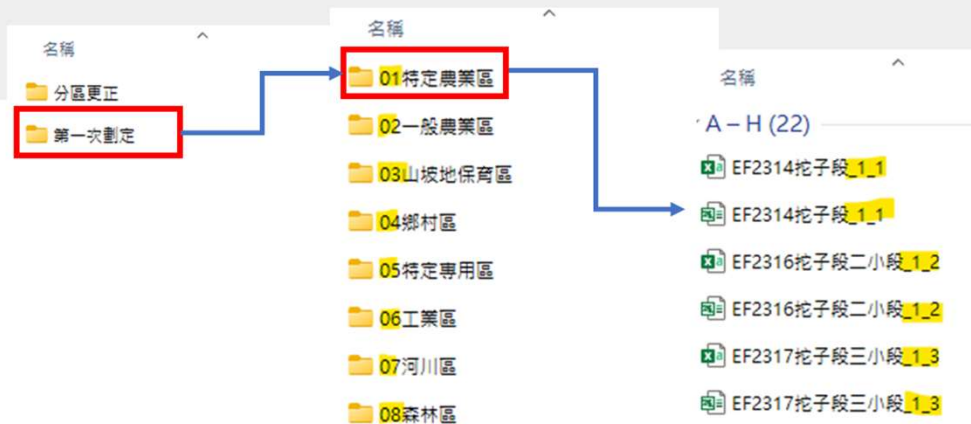 名稱
分區更正
第一次劃定
名稱
01特定農業區
02一般農業區
03山坡地保育區
04鄉村區
05特定專用區
06工業區
07河川區
08森林區
名稱
A – H (22)
EF2314挖子段_1_1
EF2314挖子段_1_1
EF2316挖子段二小段_1_2
EF2316挖子段二小段_1_2
EF2317挖子段三小段_1_3
EF2317挖子段三小段_1_3